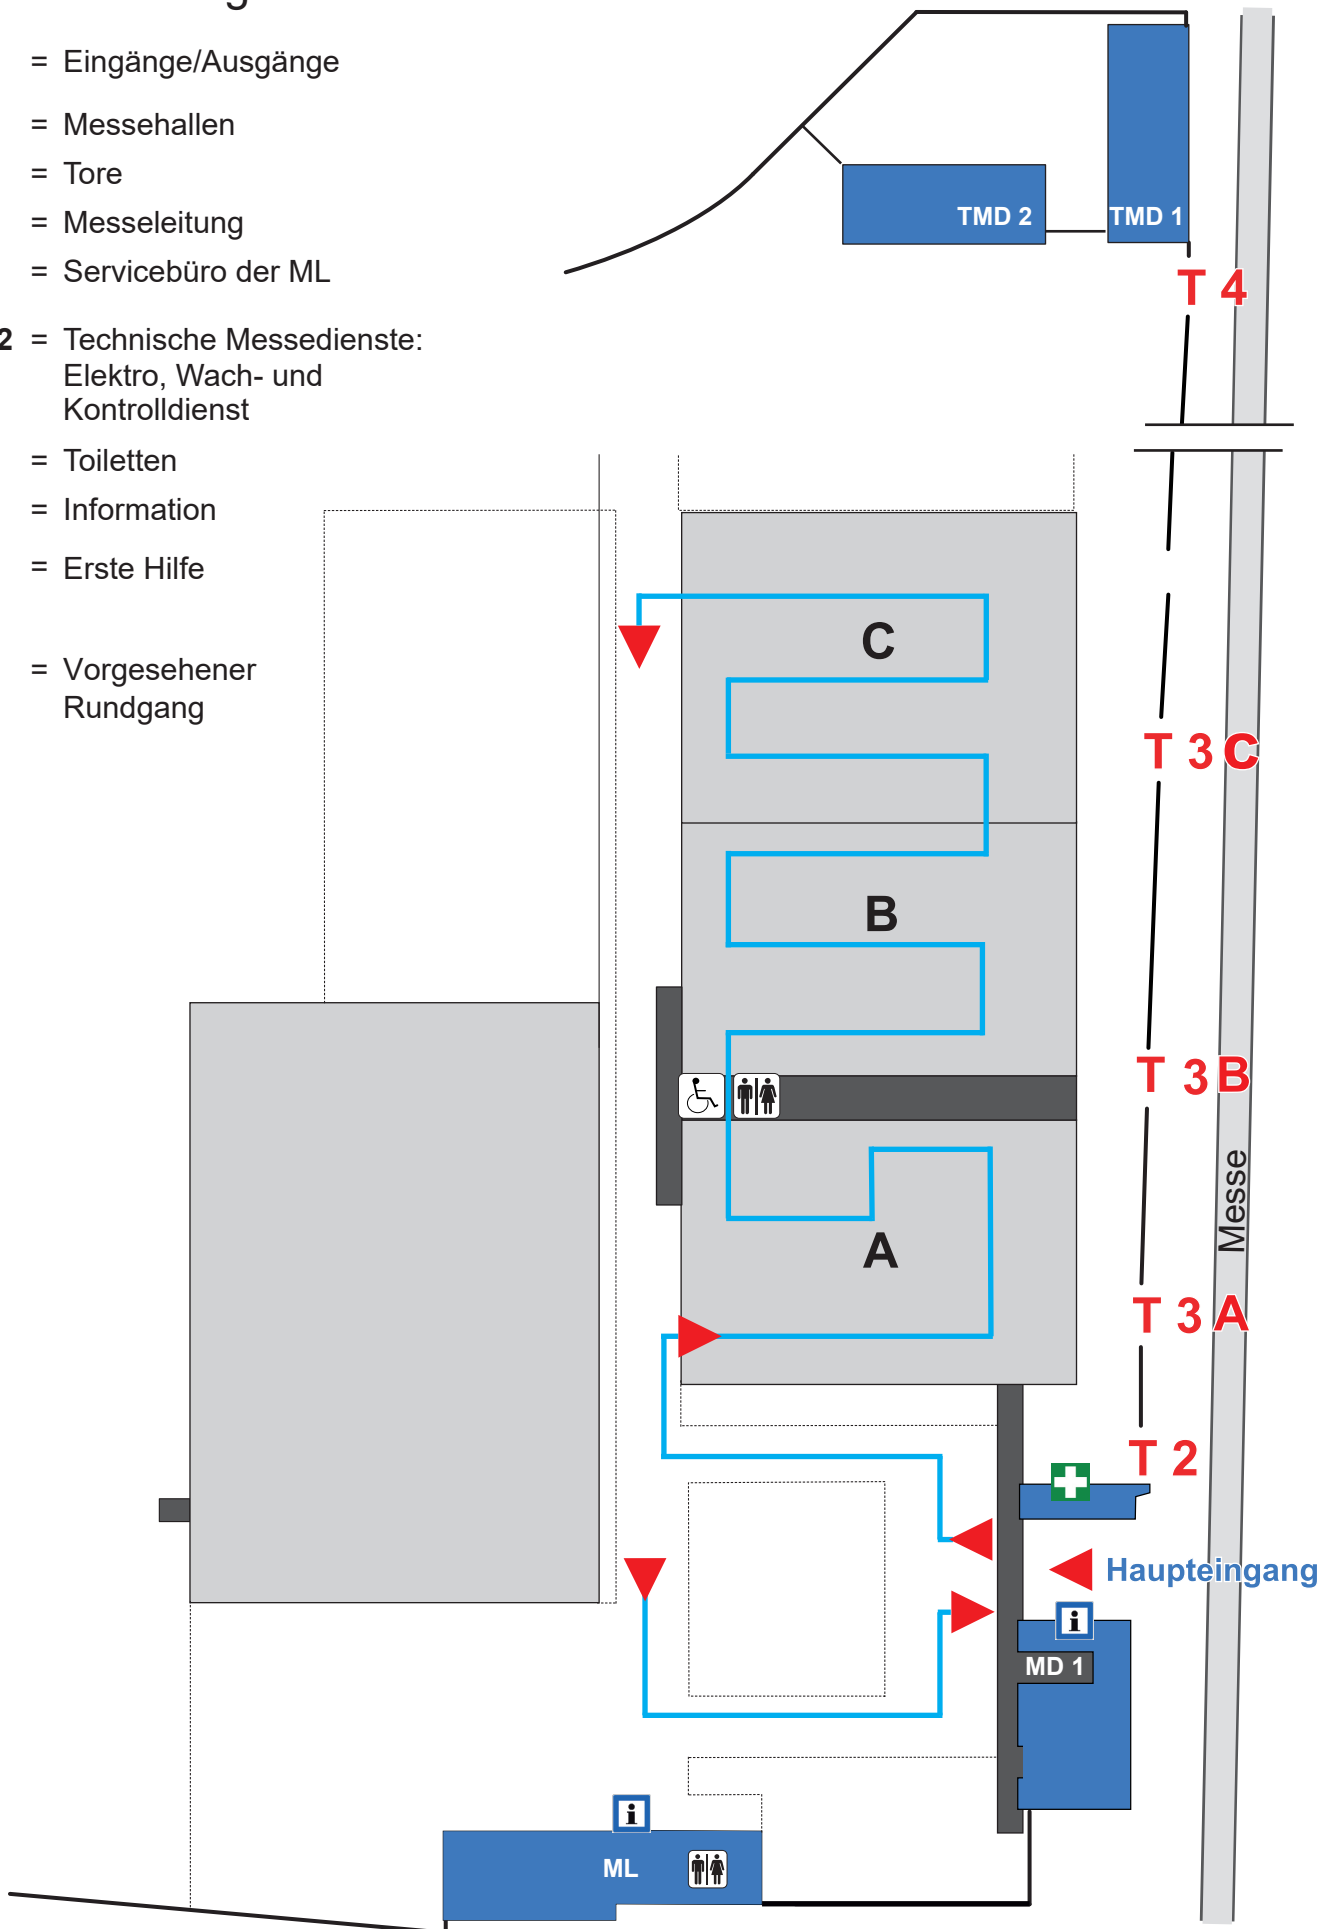 = Eingänge/Ausgänge
= Messehallen
= Tore
= Messeleitung
= Servicebüro der ML
2 = Technische Messedienste:
Elektro, Wach- und
Kontrolldienst
= Toiletten
= Information
= Erste Hilfe
= Vorgesehener
Rundgang
TMD 2
TMD 1
T 4
C
T 3 C
B
T 3 B
Messe
A
T 3 A
T 2
Haupteingang
i
MD 1
i
ML